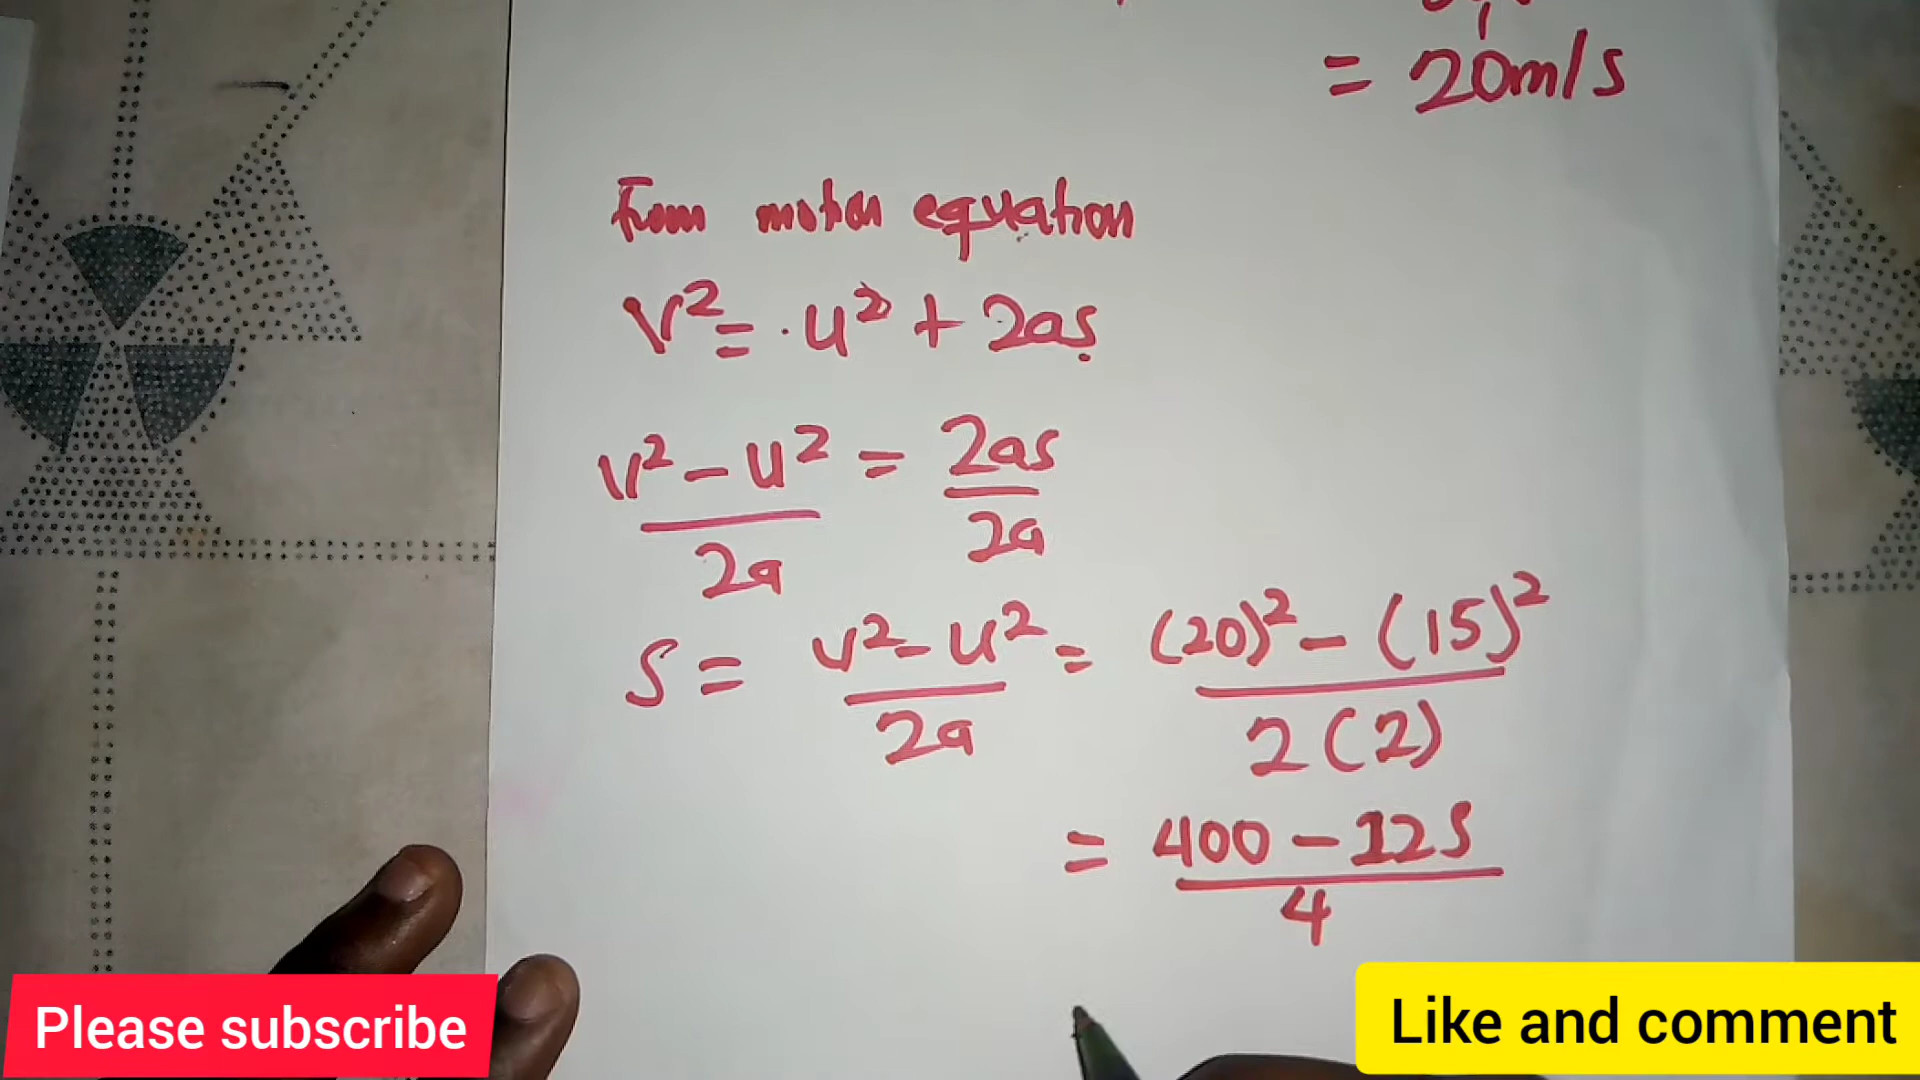 = 20m/s
From motion equation
V² = u² + 2as
V² - u² = 2as
2a 2a
S = v² - u² = (20)² - (15)²
2a 2(2)
= 400 - 225
4
Please subscribe
Like and comment